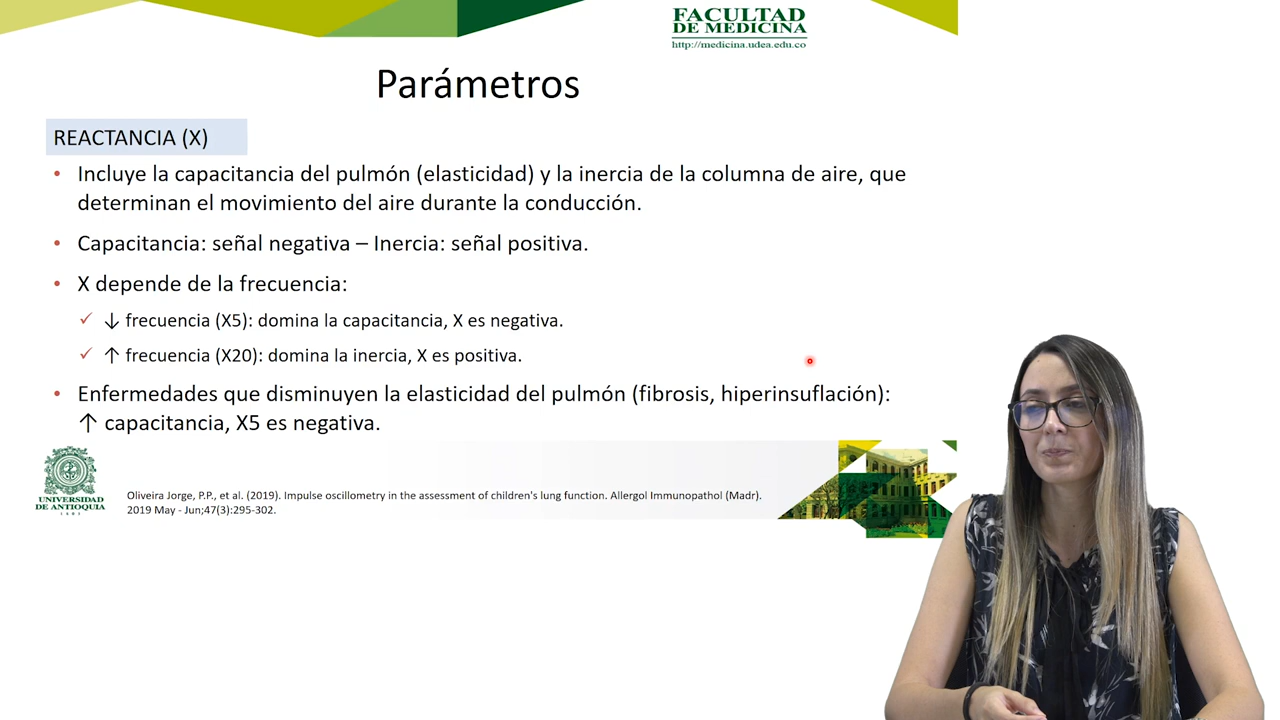 FACULTAD
DE MEDICINA
http://medicina.udea.edu.co
Parámetros
REACTANCIA (X)
• Incluye la capacitancia del pulmón (elasticidad) y la inercia de la columna de aire, que
determinan el movimiento del aire durante la conducción.
• Capacitancia: señal negativa – Inercia: señal positiva.
• X depende de la frecuencia:
✓ ↓ frecuencia (X5): domina la capacitancia, X es negativa.
✓ ↑ frecuencia (X20): domina la inercia, X es positiva.
• Enfermedades que disminuyen la elasticidad del pulmón (fibrosis, hiperinsuflación):
↑ capacitancia, X5 es negativa.
UNIVERSIDAD
DE ANTIOQUIA
1803
Oliveira Jorge, P.P., et al. (2019). Impulse oscillometry in the assessment of children's lung function. Allergol Immunopathol (Madr).
2019 May - Jun;47(3):295-302.